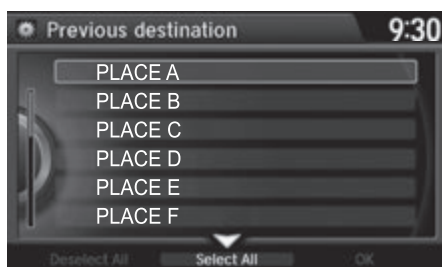 Previous destination 9:30
PLACE A
PLACE B
PLACE C
PLACE D
PLACE E
PLACE F
Deselect All Select All OK